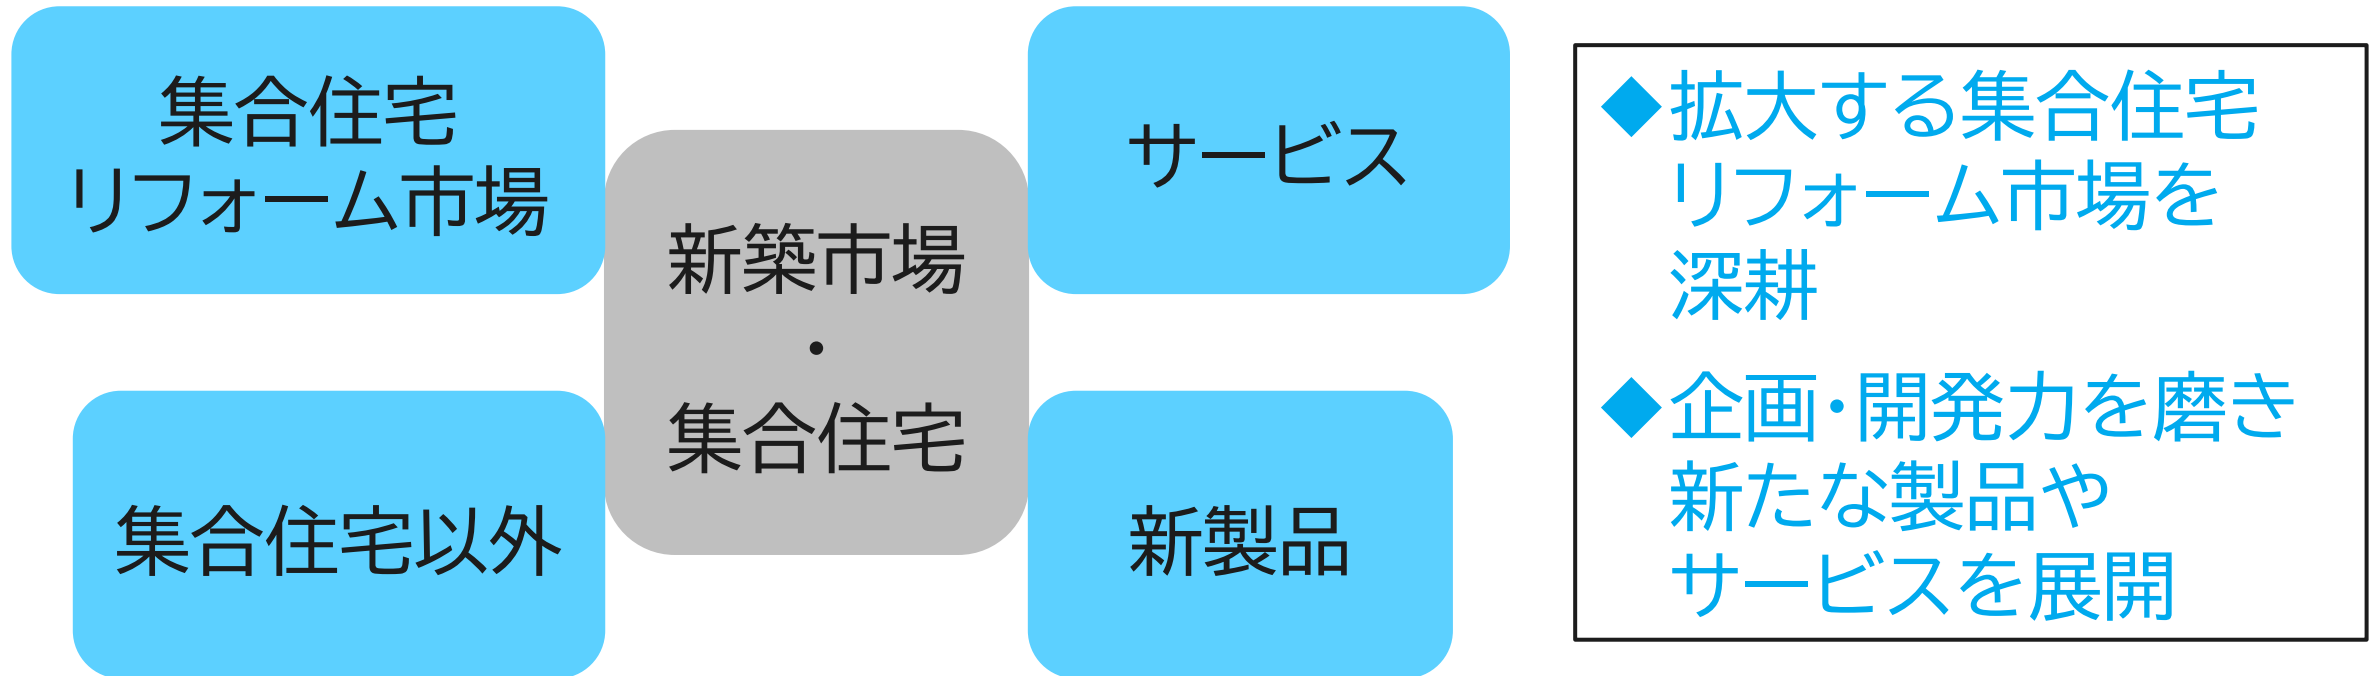 集合住宅
リフォーム市場
サービス
新築市場
・
集合住宅
集合住宅以外
新製品
◆拡大する集合住宅
リフォーム市場を
深耕
◆企画・開発力を磨き
新たな製品や
サービスを展開